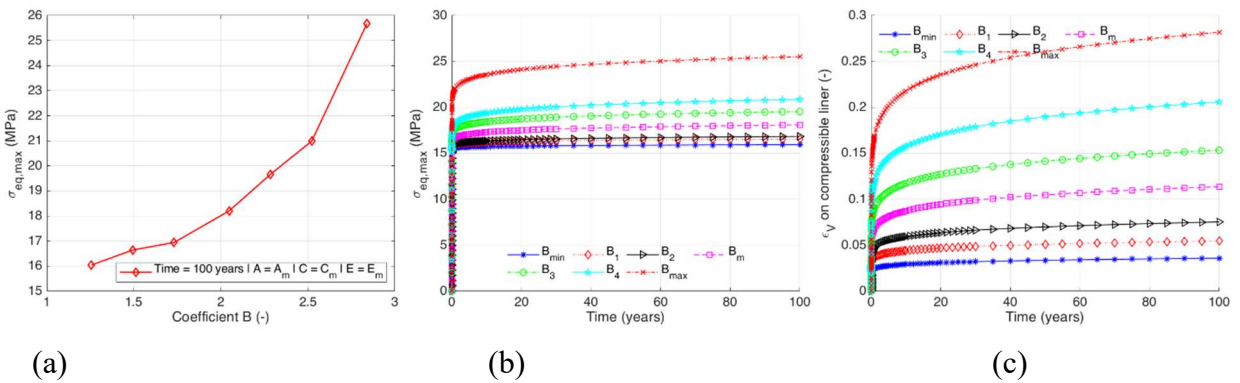 26
25
24
23
22
21
20
19
18
17
16
15
σeq,max (MPa)
Time = 100 years I A = Am I C = Cm I E = Em
1 1.5 2 2.5 3
Coefficient B (-)
(a)
30
25
20
15
10
5
0
σeq,max (MPa)
Bmin B1 B2 Bm
B3 B4 Bmax
0 20 40 60 80 100
Time (years)
(b)
0.3
0.25
0.2
0.15
0.1
0.05
0
ϵV on compressible liner (-)
Bmin B1 B2 Bm
B3 B4 Bmax
0 20 40 60 80 100
Time (years)
(c)